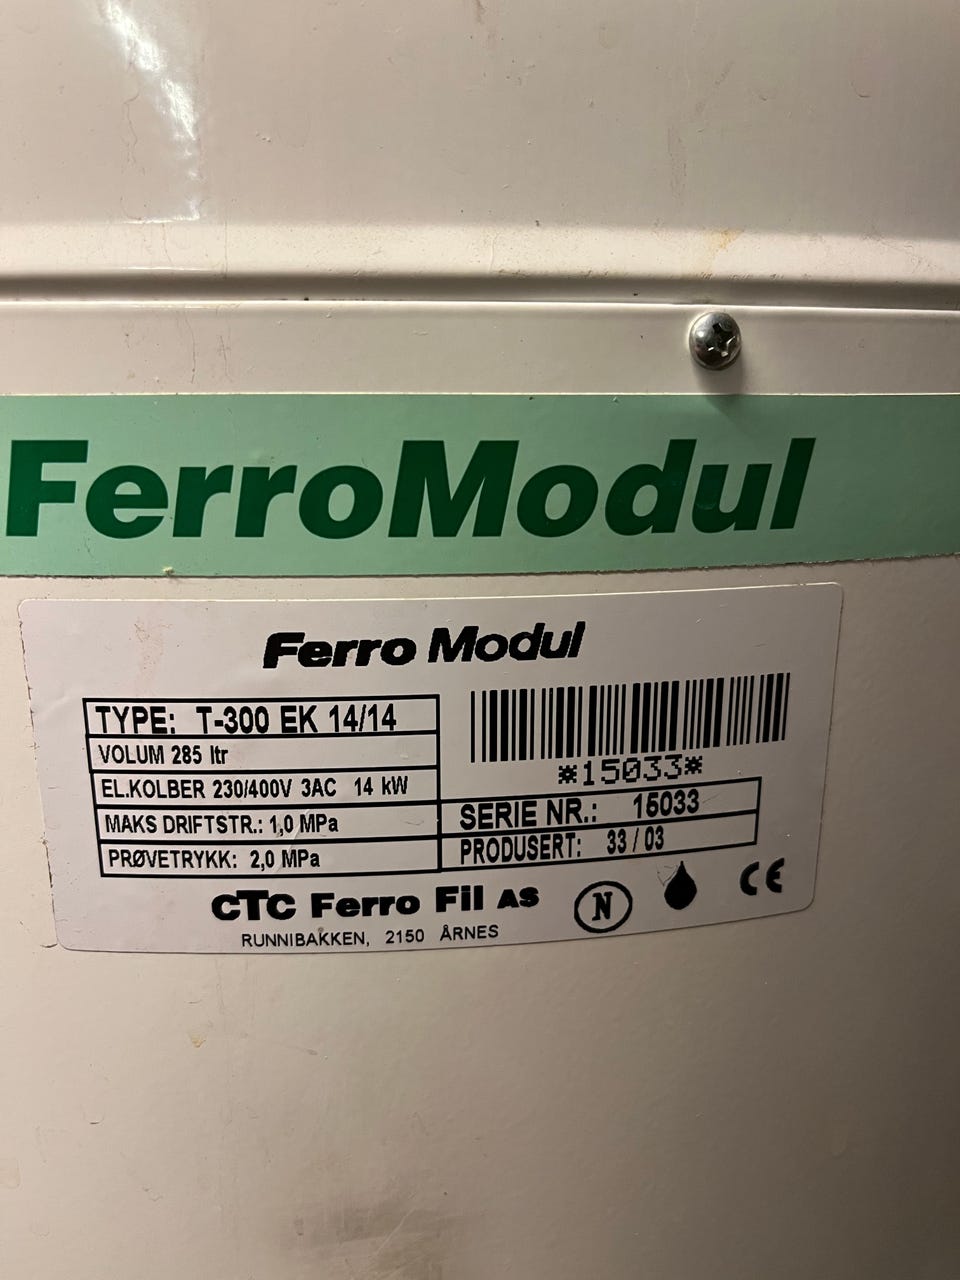 FerroModul
Ferro Modul
TYPE: T-300 EK 14/14
VOLUM 285 ltr
EL.KOLBER 230/400V 3AC 14 kW
MAKS DRIFTSTR.: 1,0 MPa
PRØVETRYKK: 2,0 MPa
*15033*
SERIE NR.: 15033
PRODUSERT: 33 / 03
CTC Ferro Fil AS
RUNNIBAKKEN, 2150 ÅRNES
N
CE